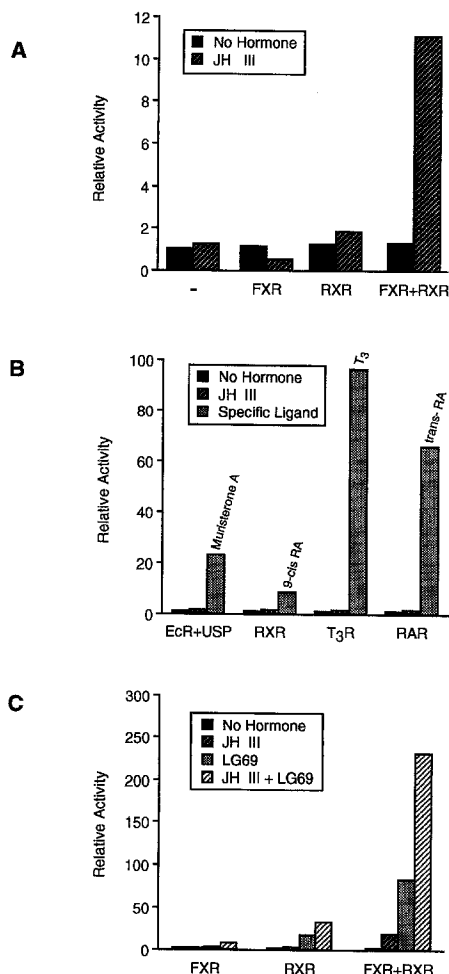 A
Relative Activity
12
10
8
6
4
2
0
No Hormone
JH III
-
FXR
RXR
FXR+RXR
B
Relative Activity
100
80
60
40
20
0
No Hormone
JH III
Specific Ligand
Muristerone A
9-cis RA
T3
trans- RA
EcR+USP
RXR
T3R
RAR
C
Relative Activity
300
250
200
150
100
50
0
No Hormone
JH III
LG69
JH III + LG69
FXR
RXR
FXR+RXR